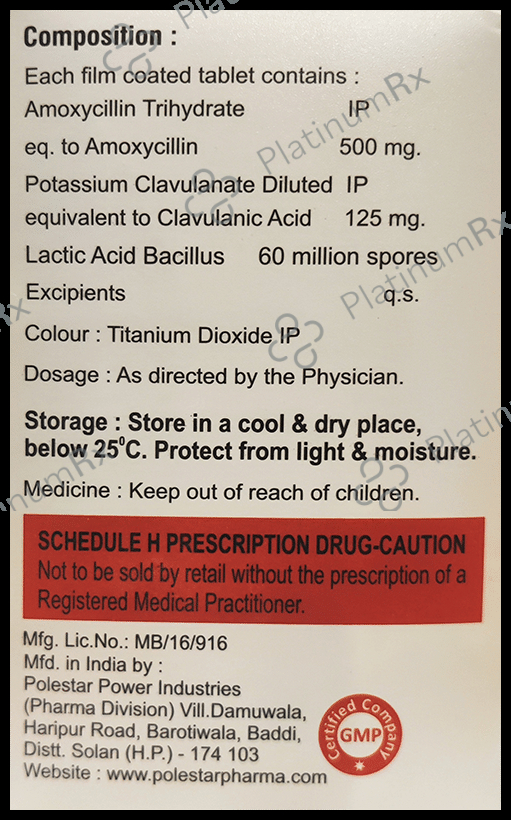 Composition :
Each film coated tablet contains :
Amoxycillin Trihydrate IP
eq. to Amoxycillin 500 mg.
Potassium Clavulanate Diluted IP
equivalent to Clavulanic Acid 125 mg.
Lactic Acid Bacillus 60 million spores
Excipients q.s.
Colour : Titanium Dioxide IP
Dosage : As directed by the Physician.
Storage : Store in a cool & dry place,
below 25⁰C. Protect from light & moisture.
Medicine : Keep out of reach of children.
SCHEDULE H PRESCRIPTION DRUG-CAUTION
Not to be sold by retail without the prescription of a
Registered Medical Practitioner.
Mfg. Lic.No.: MB/16/916
Mfd. in India by :
Polestar Power Industries
(Pharma Division) Vill.Damuwala,
Haripur Road, Barotiwala, Baddi,
Distt. Solan (H.P.) - 174 103
Website : www.polestarpharma.com
Certified Company
GMP
PlatinumRx
PlatinumRx